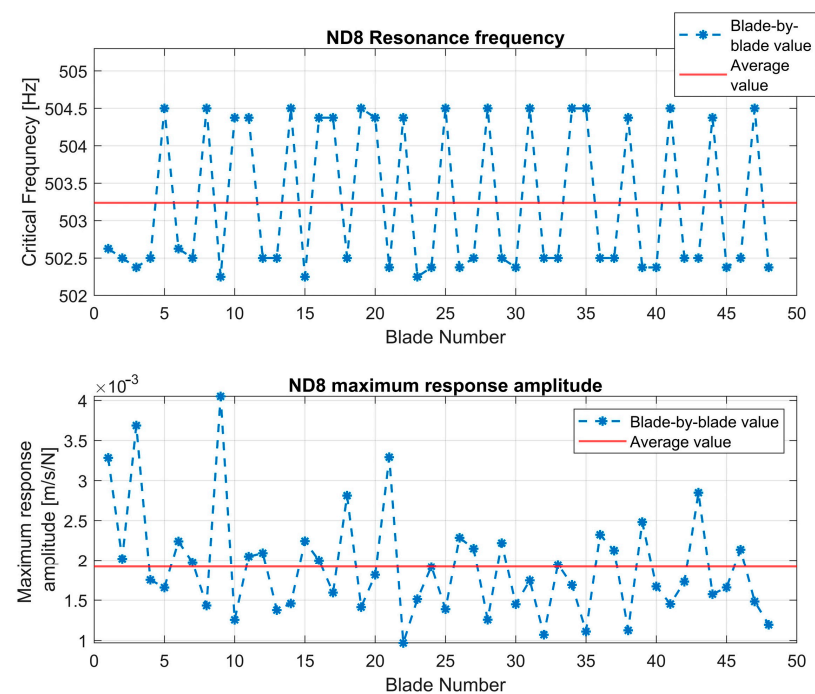 ND8 Resonance frequency
Blade-by-
blade value
Average
value
Critical Frequnecy [Hz]
505
504.5
504
503.5
503
502.5
502
0 5 10 15 20 25 30 35 40 45 50
Blade Number
ND8 maximum response amplitude
×10⁻³
Blade-by-blade value
Average value
Maximum response
amplitude [m/s/N]
4
3.5
3
2.5
2
1.5
1
0 5 10 15 20 25 30 35 40 45 50
Blade Number